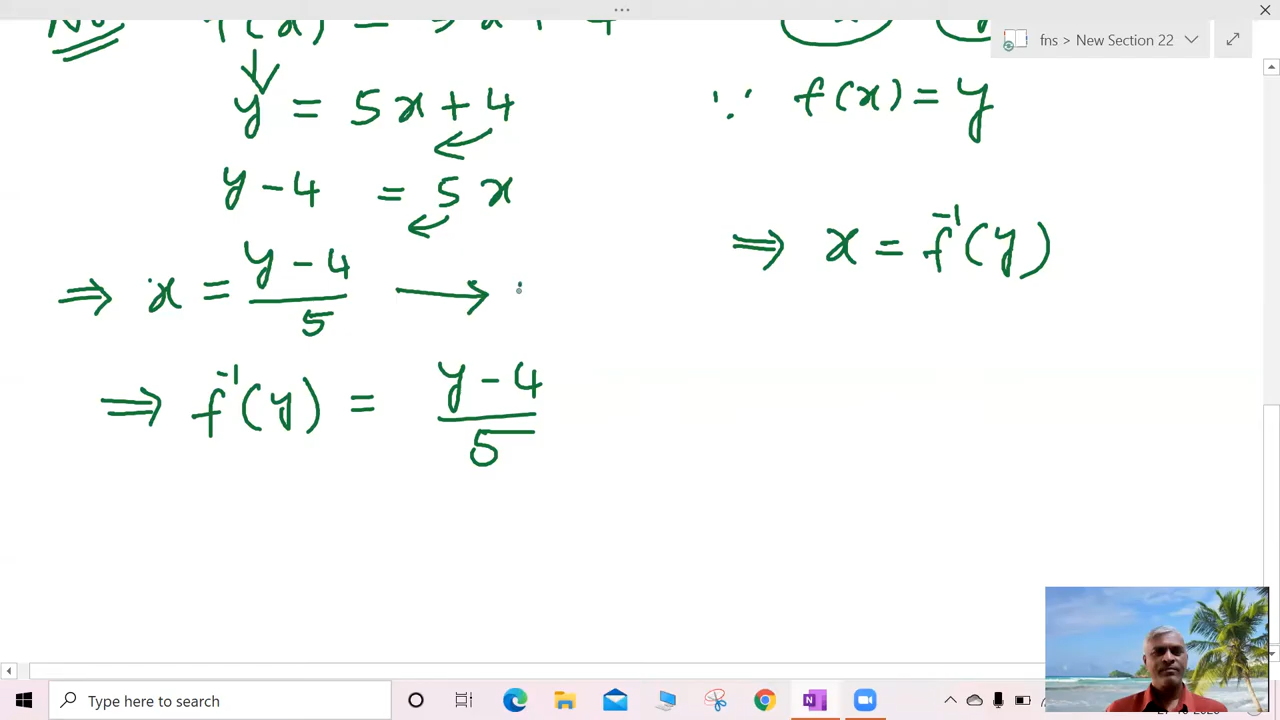 fns > New Section 22
y = 5x + 4
∵ f(x) = y
y - 4 = 5x
⇒ x = f⁻¹(y)
⇒ x = (y - 4)/5 →
⇒ f⁻¹(y) = (y - 4)/5
Type here to search